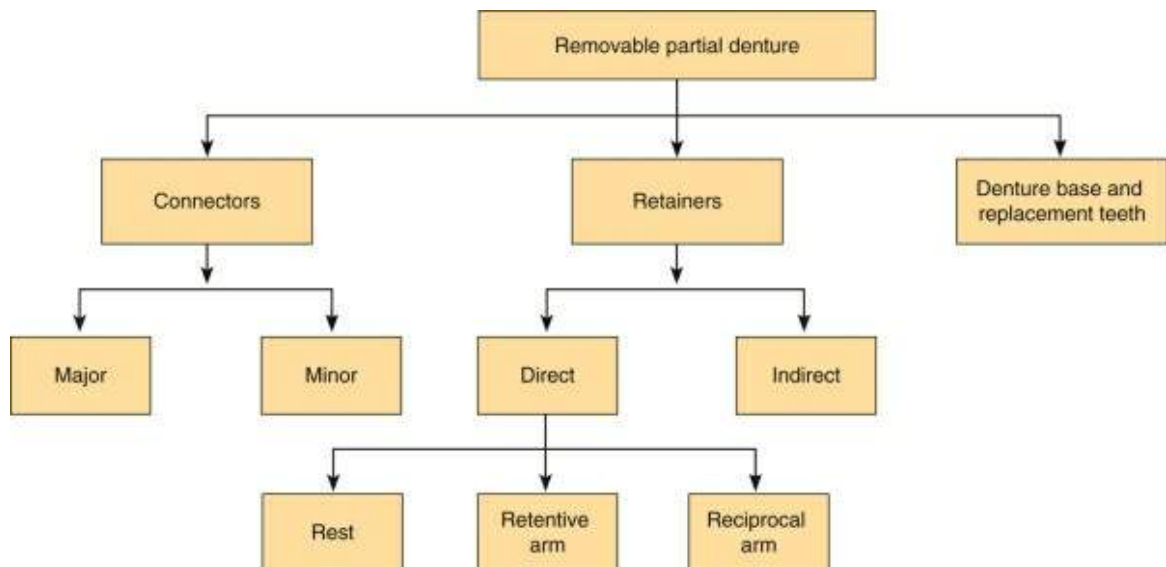 Removable partial denture
Connectors
Retainers
Denture base and
replacement teeth
Major
Minor
Direct
Indirect
Rest
Retentive
arm
Reciprocal
arm